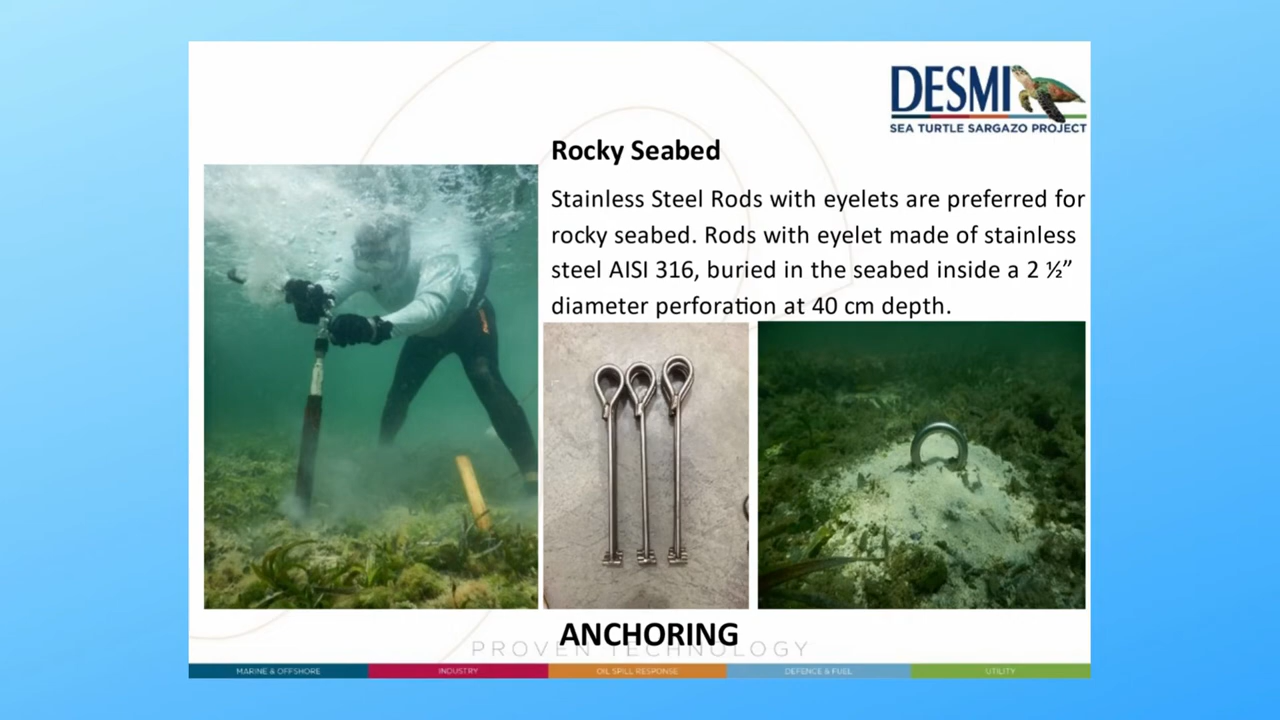 DESMI
SEA TURTLE SARGAZO PROJECT
Rocky Seabed
Stainless Steel Rods with eyelets are preferred for
rocky seabed. Rods with eyelet made of stainless
steel AISI 316, buried in the seabed inside a 2 ½”
diameter perforation at 40 cm depth.
ANCHORING
PROVEN TECHNOLOGY
MARINE & OFFSHORE
INDUSTRY
OIL SPILL RESPONSE
DEFENCE & FUEL
UTILITY